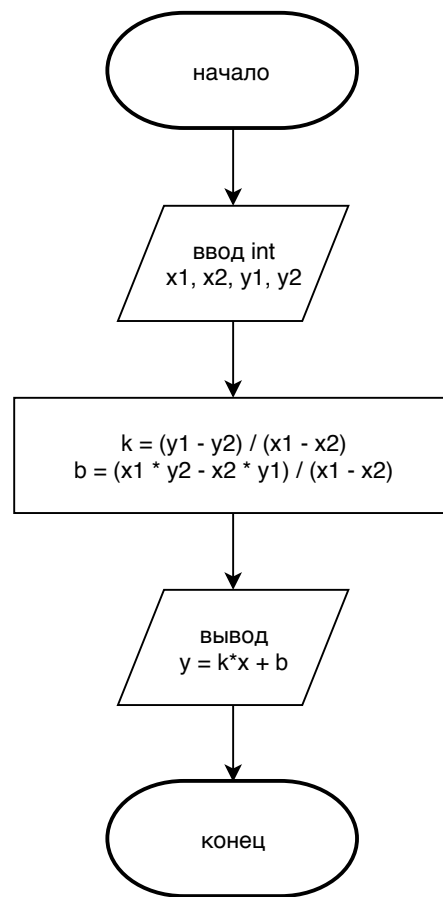 начало
ввод int
x1, x2, y1, y2
k = (y1 - y2) / (x1 - x2)
b = (x1 * y2 - x2 * y1) / (x1 - x2)
вывод
y = k*x + b
конец